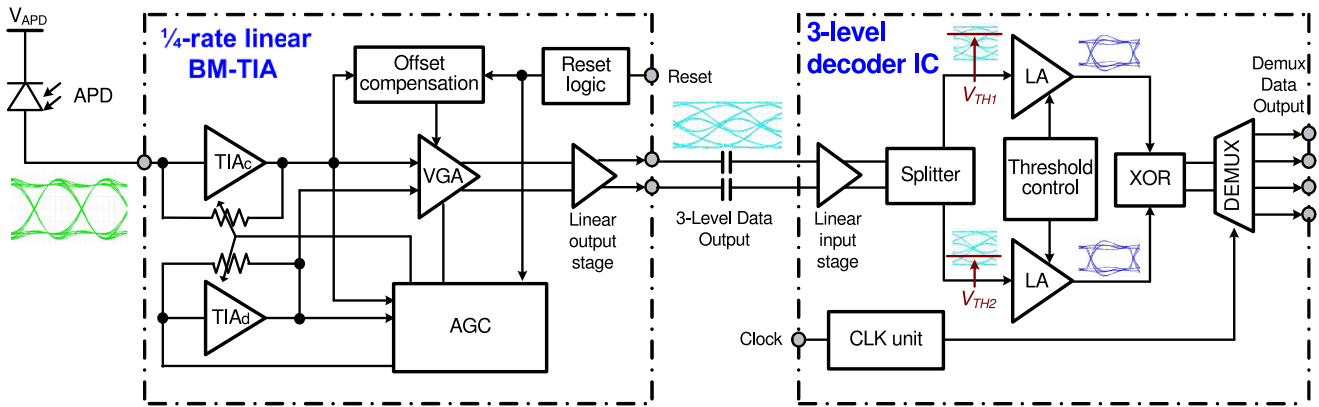 V_APD
APD
¼-rate linear
BM-TIA
Offset
compensation
Reset
logic
Reset
TIAc
VGA
Linear
output
stage
TIAd
AGC
3-Level Data
Output
3-level
decoder IC
V_TH1
LA
Linear
input
stage
Splitter
Threshold
control
XOR
DEMUX
Demux
Data
Output
V_TH2
LA
Clock
CLK unit